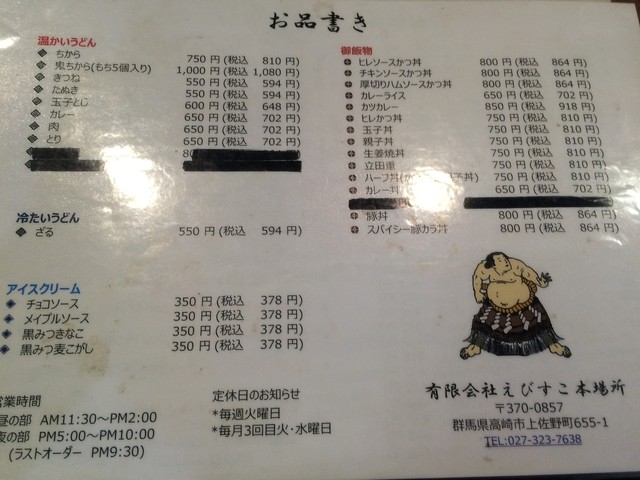 お品書き
温かいうどん
ちから 750 円 (税込 810 円)
鬼ちから(もち5個入り) 1,000 円 (税込 1,080 円)
きつね 550 円 (税込 594 円)
たぬき 550 円 (税込 594 円)
玉子とじ 600 円 (税込 648 円)
カレー 650 円 (税込 702 円)
肉 650 円 (税込 702 円)
とり 650 円 (税込 702 円)
冷たいうどん
ざる 550 円 (税込 594 円)
アイスクリーム
チョコソース 350 円 (税込 378 円)
メイプルソース 350 円 (税込 378 円)
黒みつきなこ 350 円 (税込 378 円)
黒みつ麦こがし 350 円 (税込 378 円)
御飯物
ヒレソースかつ丼 800 円 (税込 864 円)
チキンソースかつ丼 800 円 (税込 864 円)
厚切りハムソースかつ丼 800 円 (税込 864 円)
カレーライス 650 円 (税込 702 円)
カツカレー 850 円 (税込 918 円)
ヒレかつ丼 750 円 (税込 810 円)
玉子丼 750 円 (税込 810 円)
親子丼 750 円 (税込 810 円)
生姜焼丼 750 円 (税込 810 円)
立田重 750 円 (税込 810 円)
ハーフ丼( 子丼) 750 円 (税込 810 円)
カレー丼 650 円 (税込 702 円)
豚丼 800 円 (税込 864 円)
スパイシー豚カラ丼 800 円 (税込 864 円)
営業時間
昼の部 AM11:30～PM2:00
夜の部 PM5:00～PM10:00
(ラストオーダー PM9:30)
定休日のお知らせ
*毎週火曜日
*毎月3回目火・水曜日
有限会社えびすこ本場所
〒370-0857
群馬県高崎市上佐野町655-1
TEL:027-323-7638